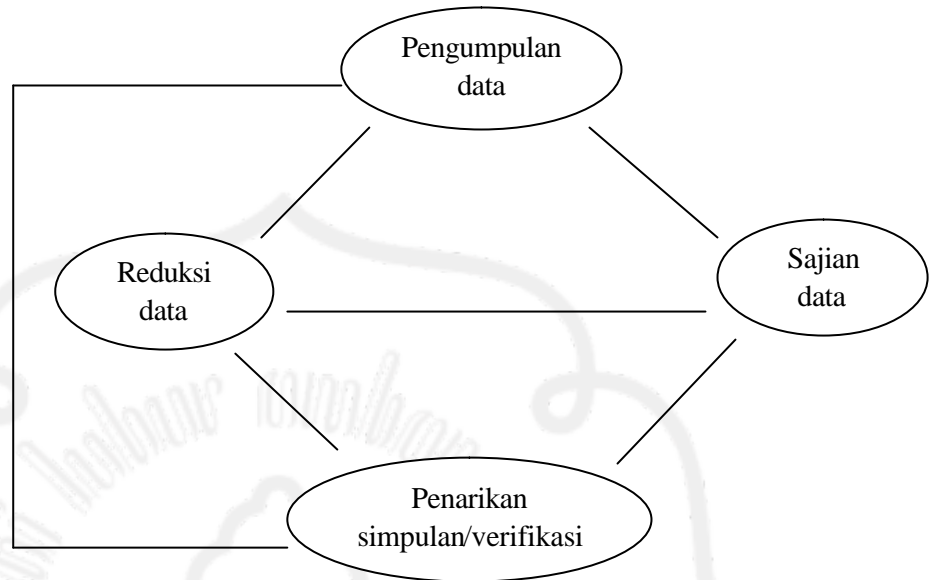 Pengumpulan
data
Reduksi
data
Sajian
data
Penarikan
simpulan/verifikasi